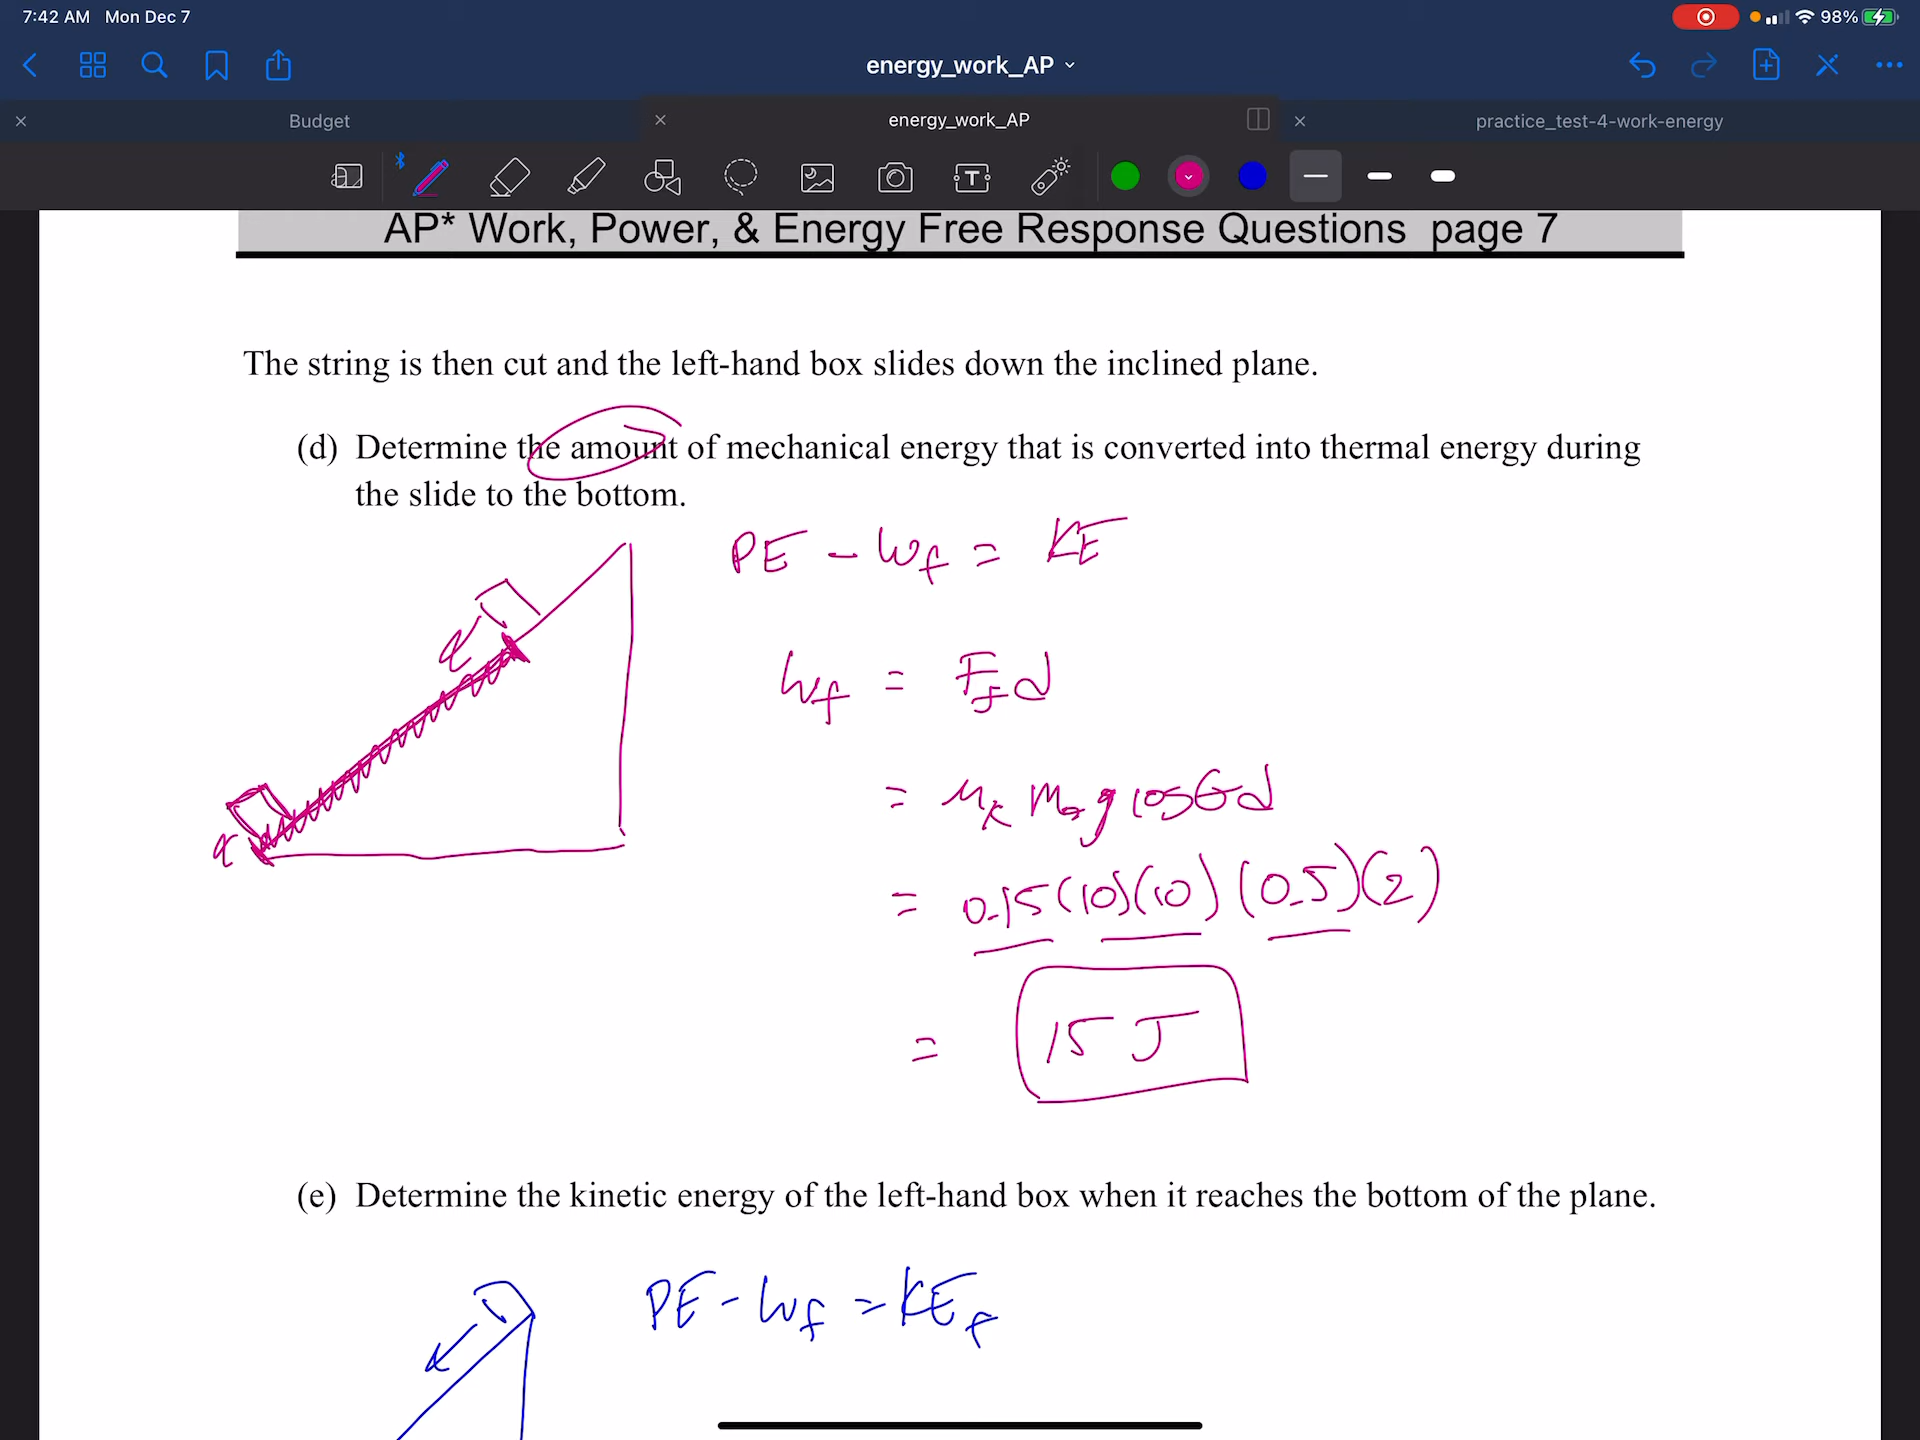 7:42 AM Mon Dec 7
98%
energy_work_AP
Budget
energy_work_AP
practice_test-4-work-energy
T
AP* Work, Power, & Energy Free Response Questions page 7
The string is then cut and the left-hand box slides down the inclined plane.
(d) Determine the amount of mechanical energy that is converted into thermal energy during
the slide to the bottom.
PE - Wf = KE
Wf = Ff d
= μk m g cosθ d
= 0.15(10)(10)(0.5)(2)
= 15 J
(e) Determine the kinetic energy of the left-hand box when it reaches the bottom of the plane.
PE - Wf = KEf